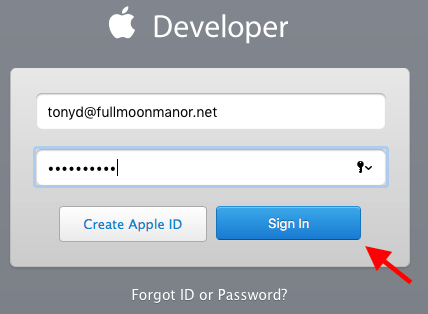 Developer
tonyd@fullmoonmanor.net
••••••••••
Create Apple ID
Sign In
Forgot ID or Password?